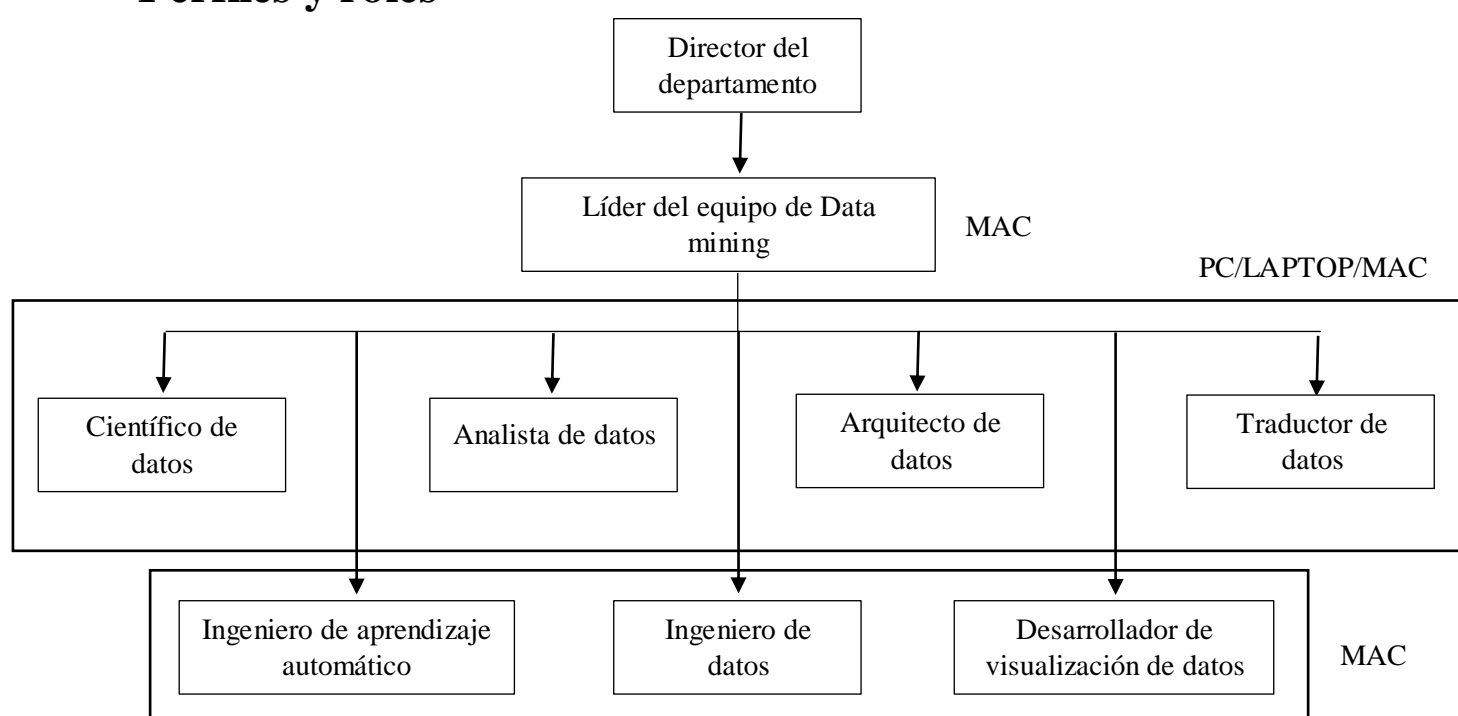 Perfiles y roles
Director del
departamento
Líder del equipo de Data
mining
MAC
PC/LAPTOP/MAC
Científico de
datos
Analista de datos
Arquitecto de
datos
Traductor de
datos
Ingeniero de aprendizaje
automático
Ingeniero de
datos
Desarrollador de
visualización de datos
MAC